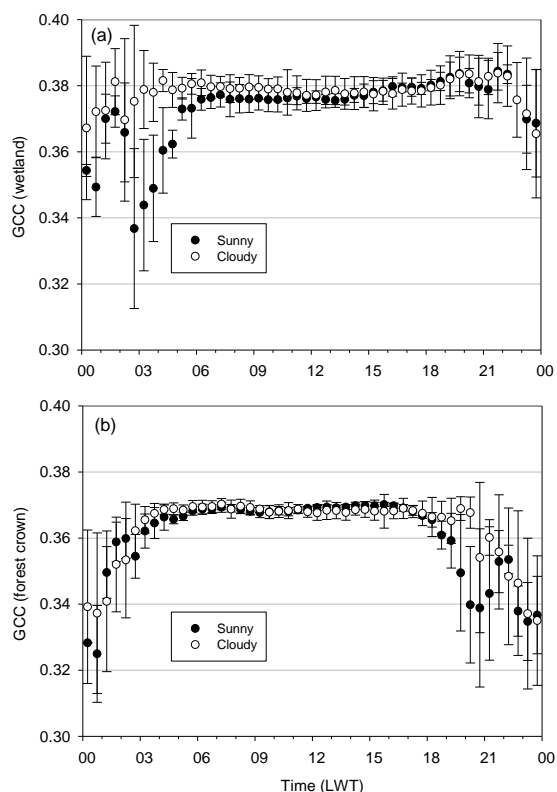 (a)
GCC (wetland)
0.40
0.38
0.36
0.34
0.32
0.30
Sunny
Cloudy
00 03 06 09 12 15 18 21 00
(b)
GCC (forest crown)
0.40
0.38
0.36
0.34
0.32
0.30
Sunny
Cloudy
00 03 06 09 12 15 18 21 00
Time (LWT)